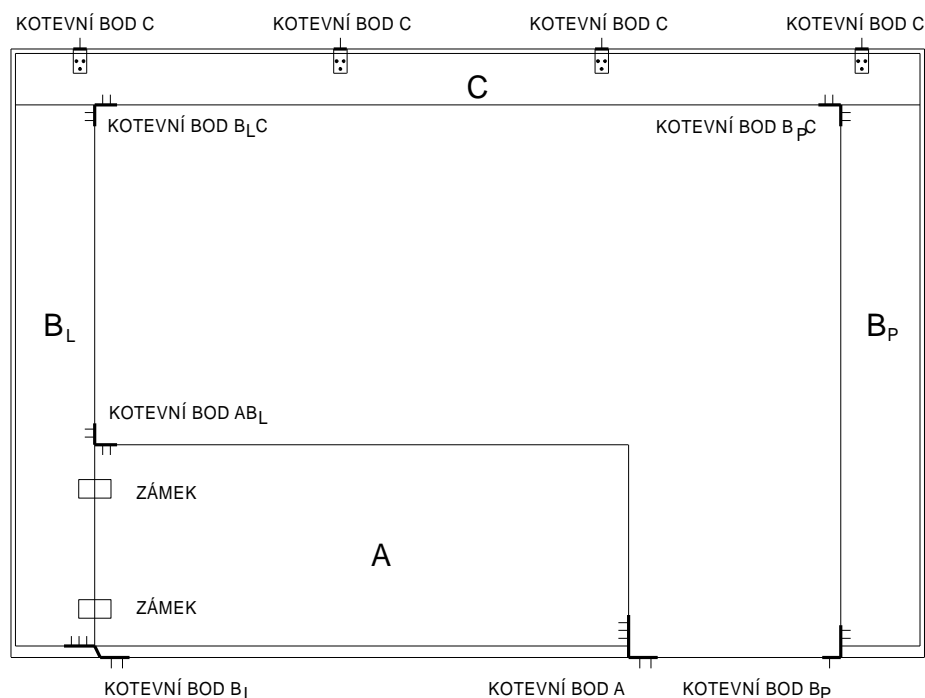 KOTEVNÍ BOD C KOTEVNÍ BOD C KOTEVNÍ BOD C KOTEVNÍ BOD C
C
KOTEVNÍ BOD BLC KOTEVNÍ BOD BPC
BL BP
KOTEVNÍ BOD ABL
ZÁMEK
A
ZÁMEK
KOTEVNÍ BOD BL KOTEVNÍ BOD A KOTEVNÍ BOD BP